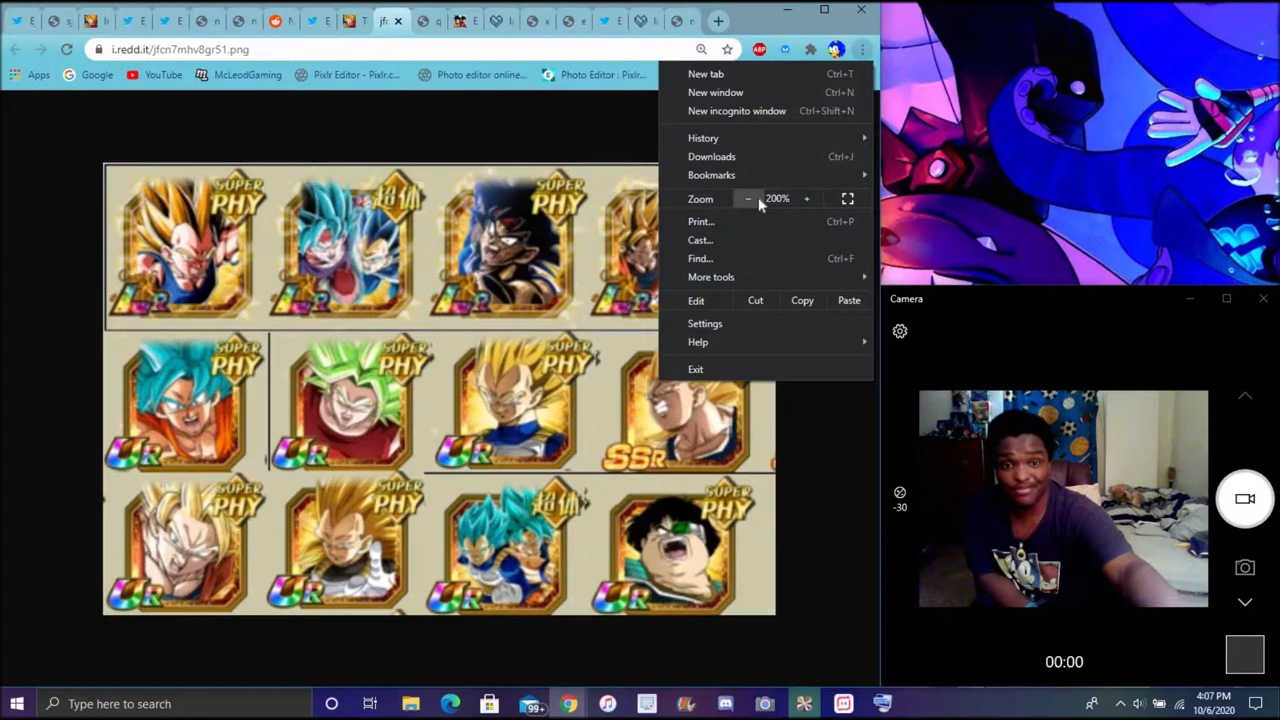 i.redd.it/jfcn7mhv8gr51.png
ABP
Apps Google YouTube McLeodGaming Pixlr Editor - Pixlr.c... Photo editor online... Photo Editor : Pixlr...
New tab Ctrl+T
New window Ctrl+N
New incognito window Ctrl+Shift+N
History
Downloads Ctrl+J
Bookmarks
Zoom - 200% +
Print... Ctrl+P
Cast...
Find... Ctrl+F
More tools
Edit Cut Copy Paste
Settings
Help
Exit
SUPER PHY 超体 SUPER PHY
LR LR LR LR
SUPER PHY SUPER PHY SUPER PHY
UR UR UR SSR
SUPER PHY SUPER PHY 超体 SUPER PHY
UR UR UR UR
Camera
-30
00:00
Type here to search
99+
4:07 PM
10/6/2020